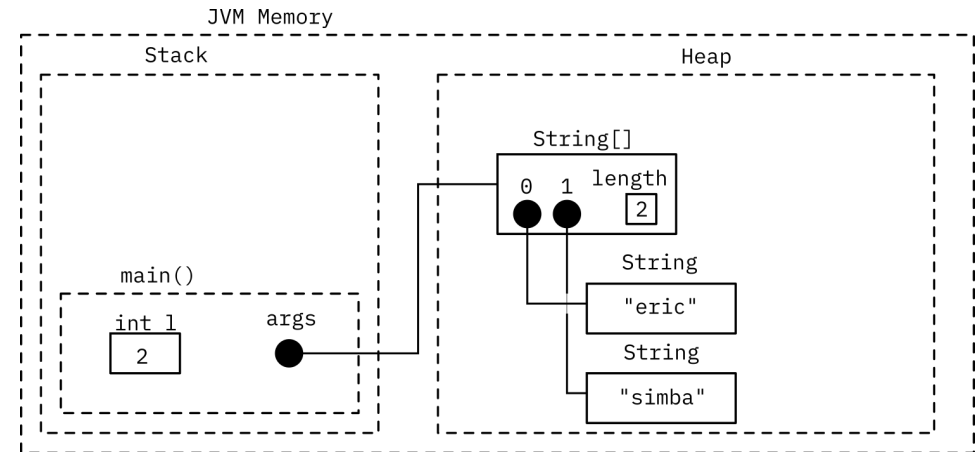 JVM Memory
Stack
Heap
String[]
0 1 length
2
main()
int l
2
args
String
"eric"
String
"simba"